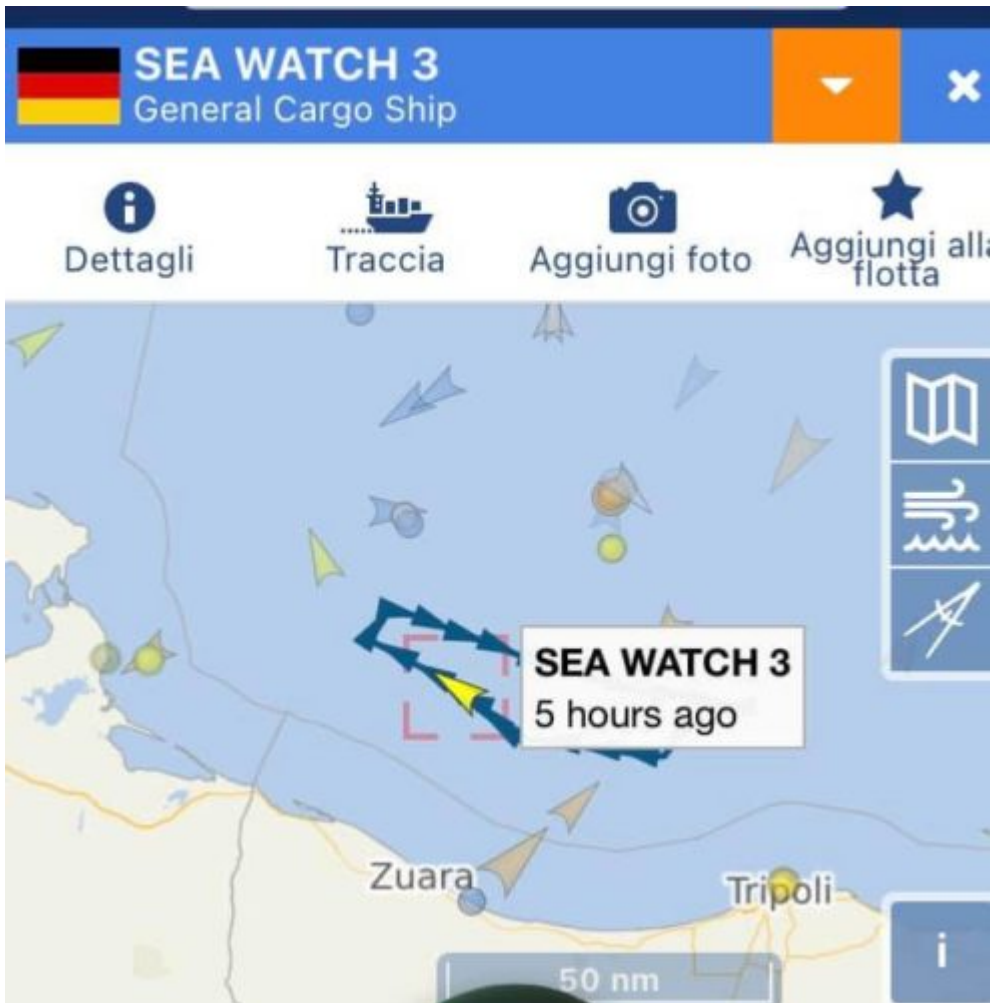 SEA WATCH 3
General Cargo Ship
Dettagli
Traccia
Aggiungi foto
Aggiungi alla
flotta
SEA WATCH 3
5 hours ago
Zuara
Tripoli
50 nm
i